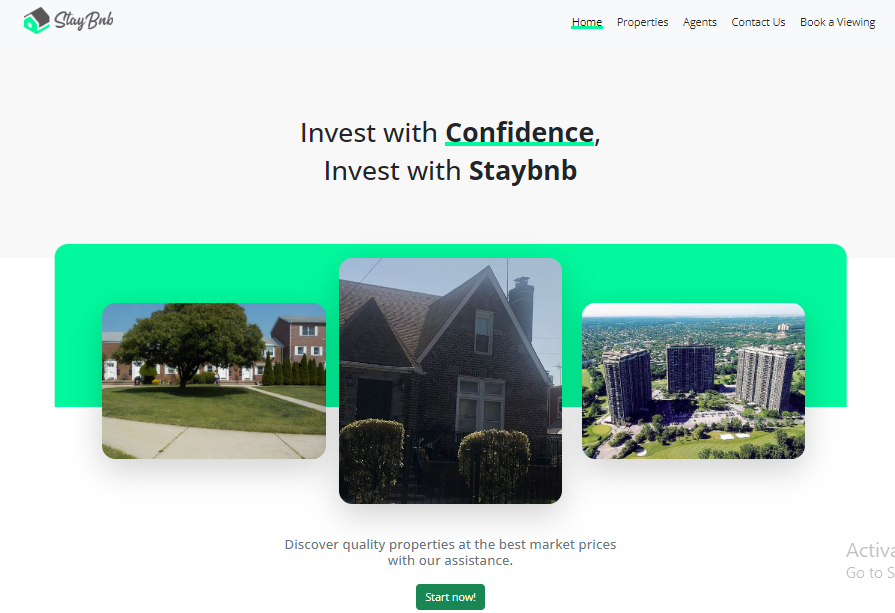 StayBnb
Home Properties Agents Contact Us Book a Viewing
Invest with Confidence,
Invest with Staybnb
Discover quality properties at the best market prices
with our assistance.
Activa
Go to S
Start now!